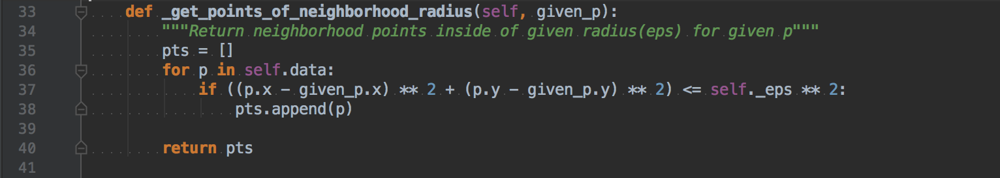 33 def _get_points_of_neighborhood_radius(self, given_p):
34 """Return neighborhood points inside of given radius(eps) for given p"""
35 pts = []
36 for p in self.data:
37 if ((p.x - given_p.x) ** 2 + (p.y - given_p.y) ** 2) <= self._eps ** 2:
38 pts.append(p)
39
40 return pts
41